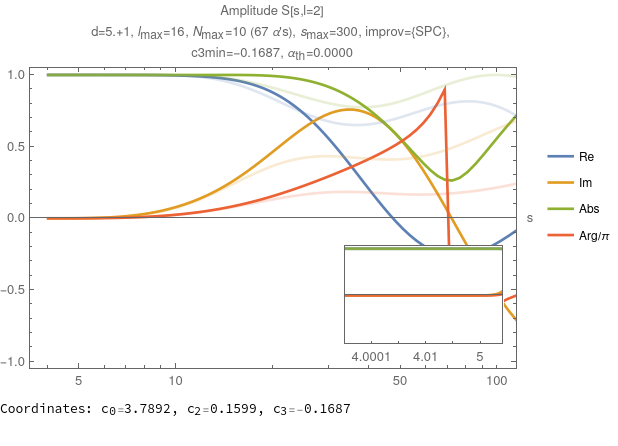 Amplitude S[s,l=2]
d=5.+1, lmax=16, Nmax=10 (67 α's), smax=300, improv={SPC},
c3min=-0.1687, αth=0.0000
1.0
0.5
0.0
-0.5
-1.0
s
Re
Im
Abs
Arg/π
4.0001 4.01 5
5 10 50 100
Coordinates: c0=3.7892, c2=0.1599, c3=-0.1687